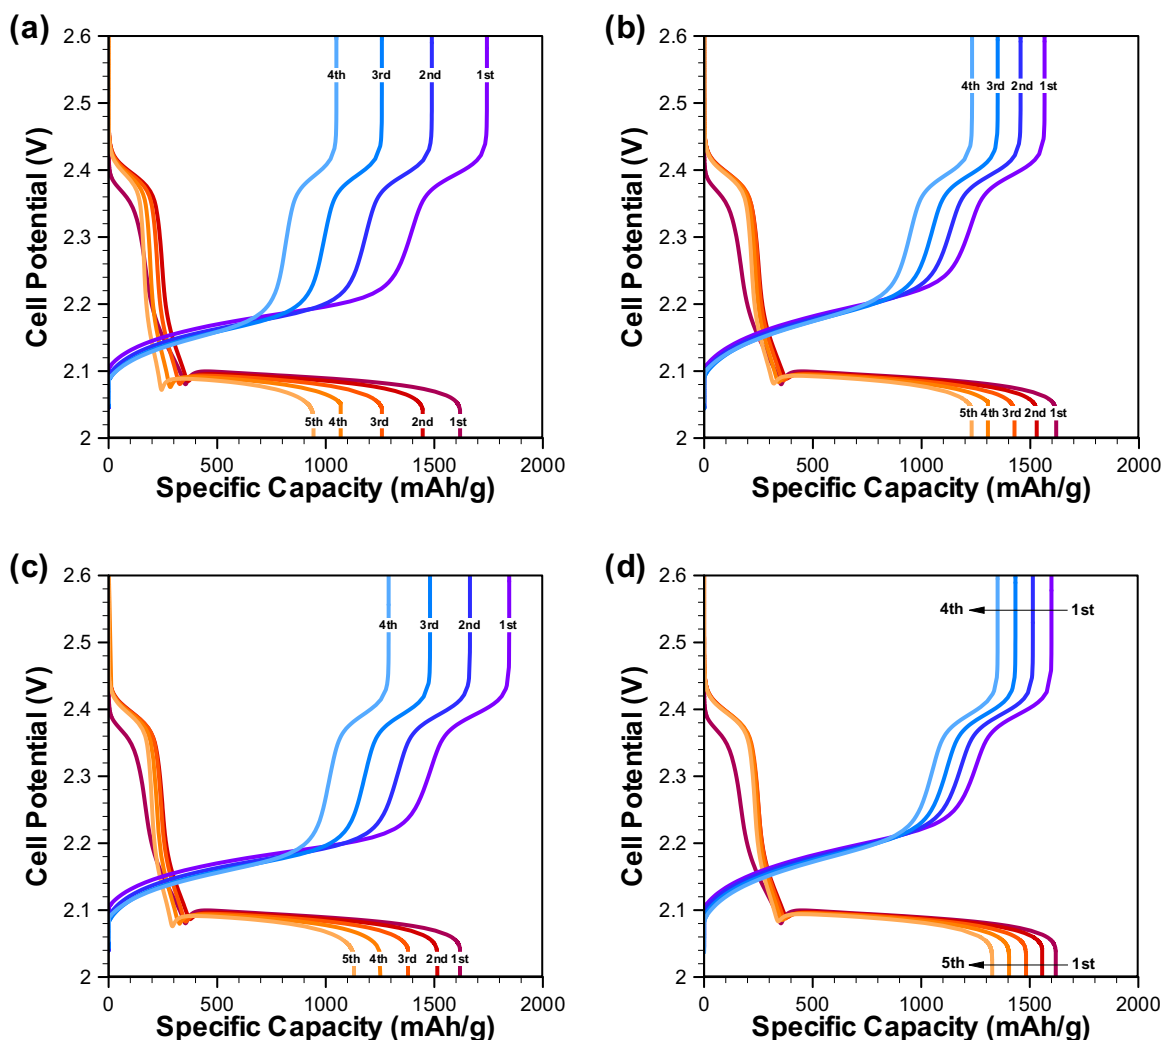 (a)
(b)
2.6
2.5
2.4
2.3
2.2
2.1
2
Cell Potential (V)
4th 3rd 2nd 1st
5th 4th 3rd 2nd 1st
0 500 1000 1500 2000
Specific Capacity (mAh/g)
2.6
2.5
2.4
2.3
2.2
2.1
2
Cell Potential (V)
4th 3rd 2nd 1st
5th 4th 3rd 2nd 1st
0 500 1000 1500 2000
Specific Capacity (mAh/g)
(c)
(d)
2.6
2.5
2.4
2.3
2.2
2.1
2
Cell Potential (V)
4th 3rd 2nd 1st
5th 4th 3rd 2nd 1st
0 500 1000 1500 2000
Specific Capacity (mAh/g)
2.6
2.5
2.4
2.3
2.2
2.1
2
Cell Potential (V)
4th 1st
5th 1st
0 500 1000 1500 2000
Specific Capacity (mAh/g)